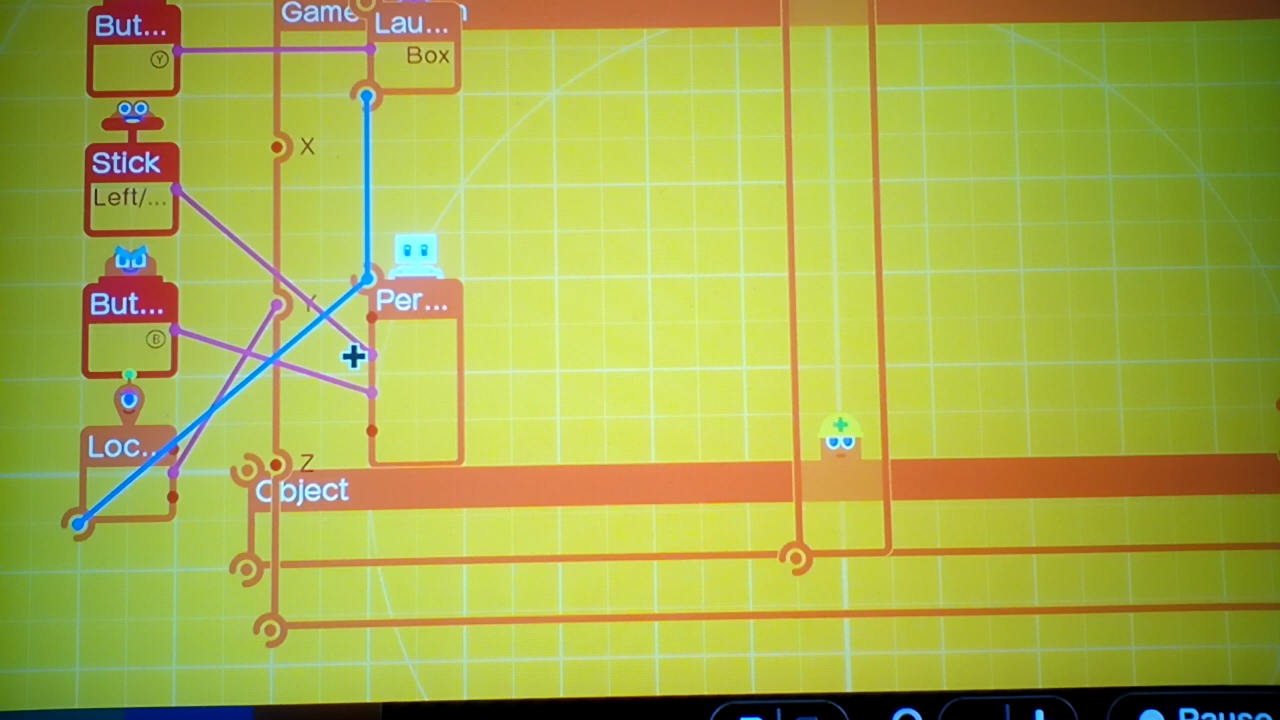 But...
Ⓨ
Game
Lau...
Box
X
Stick
Left/...
But...
Ⓑ
Y
Per...
Loc...
Z
Object
Pause